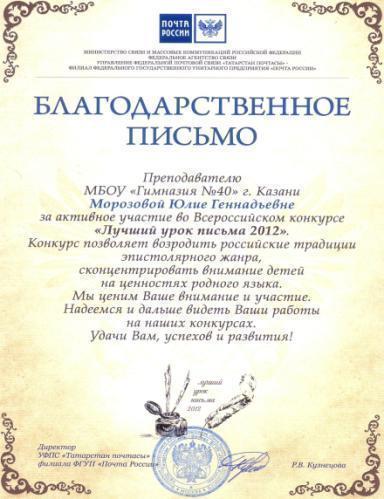 ПОЧТА
РОССИИ
МИНИСТЕРСТВО СВЯЗИ И МАССОВЫХ КОММУНИКАЦИЙ РОССИЙСКОЙ ФЕДЕРАЦИИ
ФЕДЕРАЛЬНОЕ АГЕНТСТВО СВЯЗИ
УПРАВЛЕНИЕ ФЕДЕРАЛЬНОЙ ПОЧТОВОЙ СВЯЗИ «ТАТАРСТАН ПОЧТАСЫ» -
ФИЛИАЛ ФЕДЕРАЛЬНОГО ГОСУДАРСТВЕННОГО УНИТАРНОГО ПРЕДПРИЯТИЯ «ПОЧТА РОССИИ»
БЛАГОДАРСТВЕННОЕ
ПИСЬМО
Преподавателю
МБОУ «Гимназия №40» г. Казани
Морозовой Юлие Геннадьевне
за активное участие во Всероссийском конкурсе
«Лучший урок письма 2012».
Конкурс позволяет возродить российские традиции
эпистолярного жанра,
сконцентрировать внимание детей
на ценностях родного языка.
Мы ценим Ваше внимание и участие.
Надеемся и дальше видеть Ваши работы
на наших конкурсах.
Удачи Вам, успехов и развития!
лучший
урок
письма
2012
Директор
УФПС «Татарстан почтасы»
филиала ФГУП «Почта России»
Р.В. Кузнецова